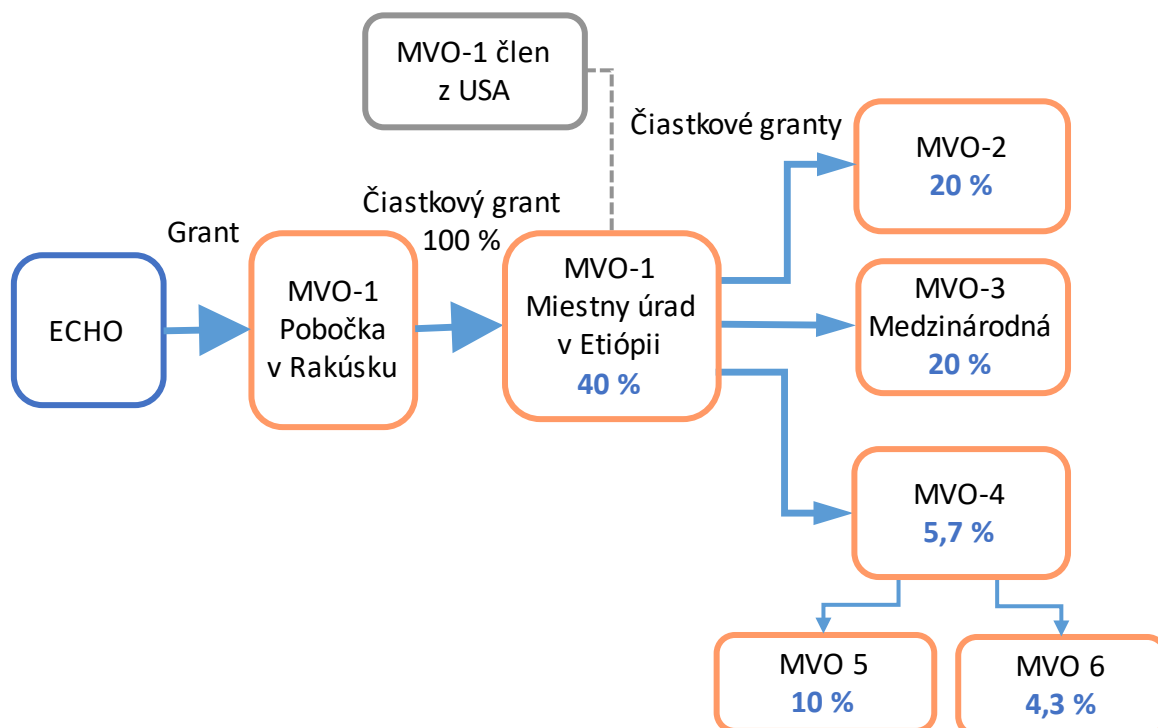 MVO-1 člen
z USA
Čiastkové granty
MVO-2
20 %
Grant
Čiastkový grant
100 %
ECHO
MVO-1
Pobočka
v Rakúsku
MVO-1
Miestny úrad
v Etiópii
40 %
MVO-3
Medzinárodná
20 %
MVO-4
5,7 %
MVO 5
10 %
MVO 6
4,3 %